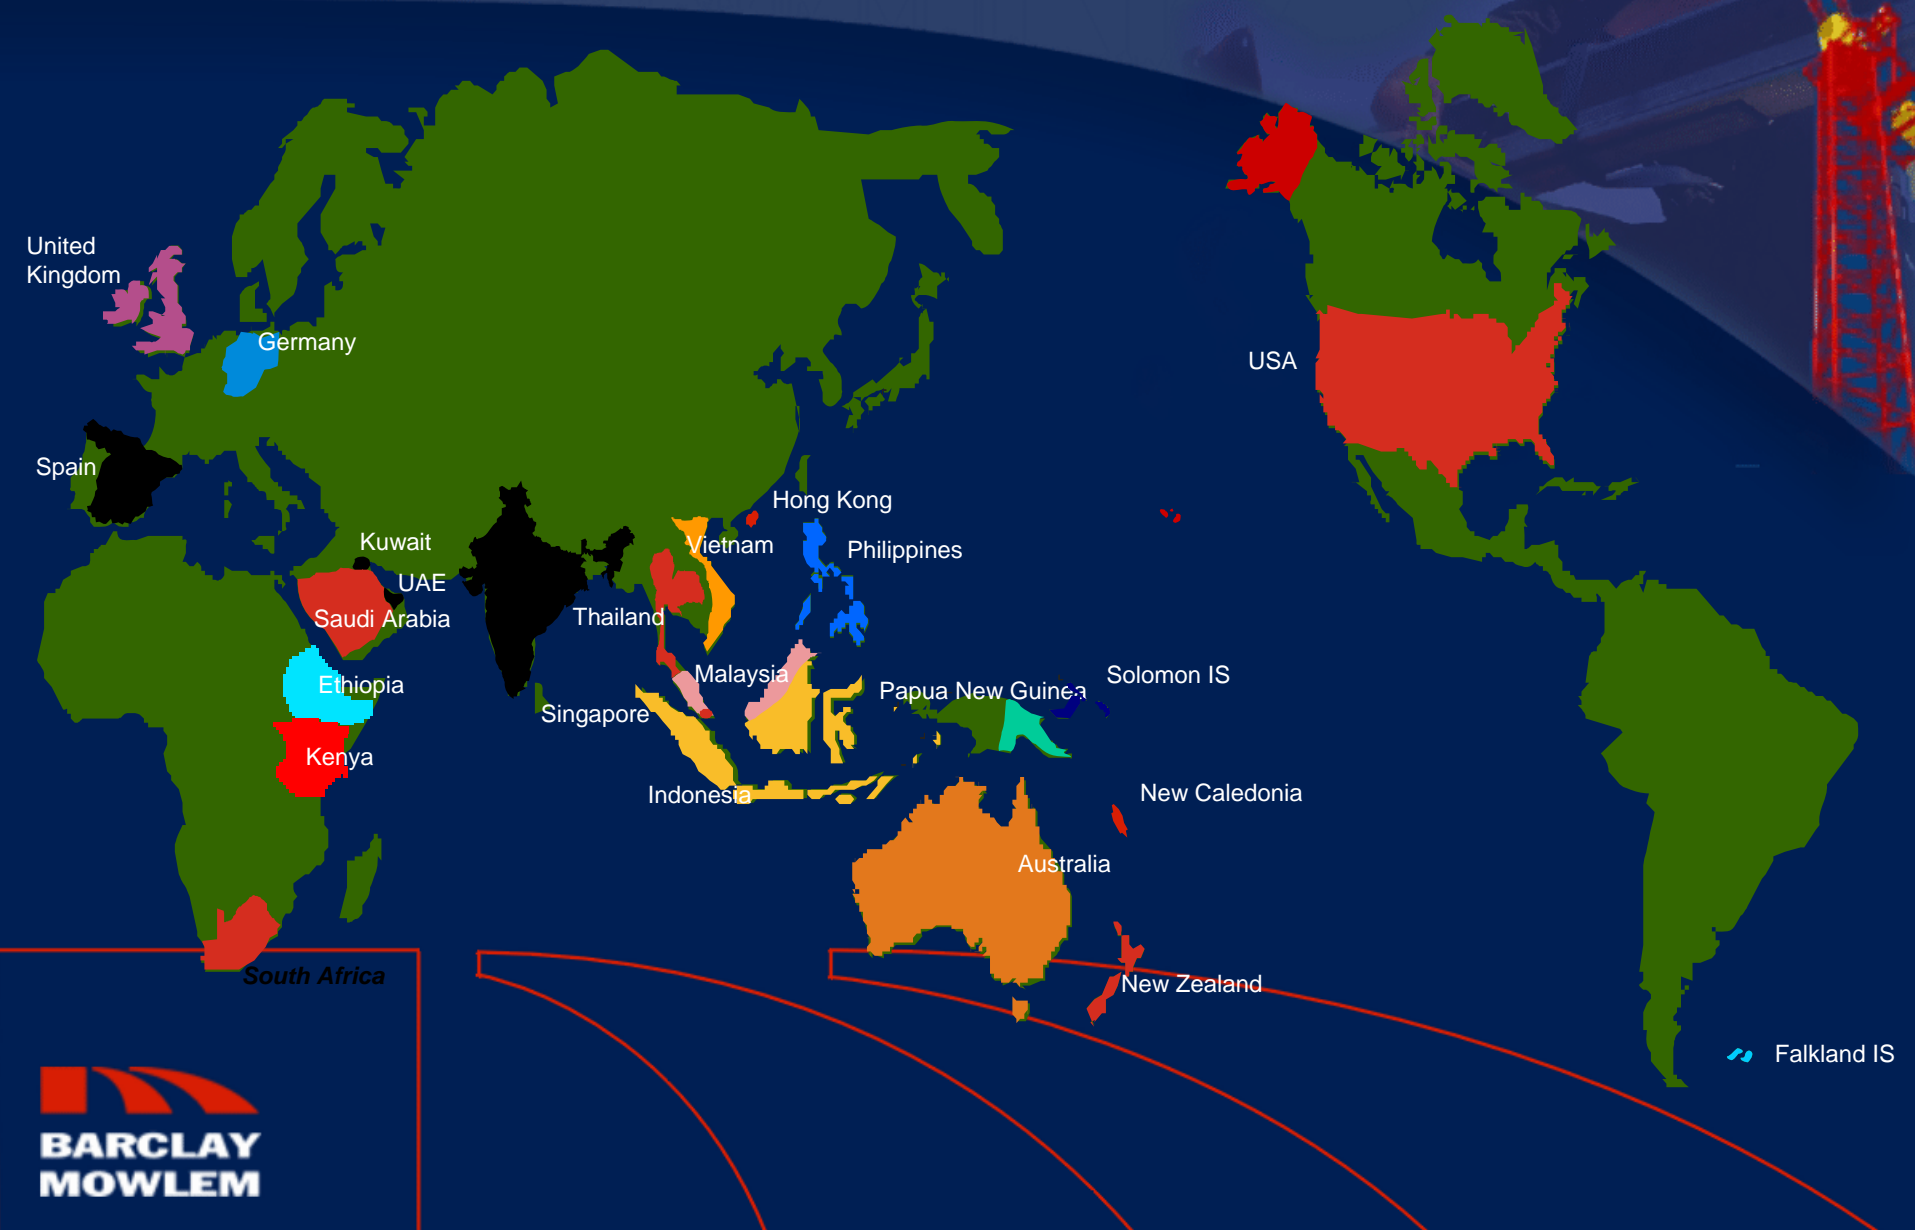 United
Kingdom
Germany
USA
Spain
Hong Kong
Kuwait
Vietnam
Philippines
UAE
Saudi Arabia
Thailand
Ethiopia
Malaysia
Papua New Guinea
Solomon IS
Singapore
Kenya
Indonesia
New Caledonia
Australia
South Africa
New Zealand
Falkland IS
BARCLAY
MOWLEM